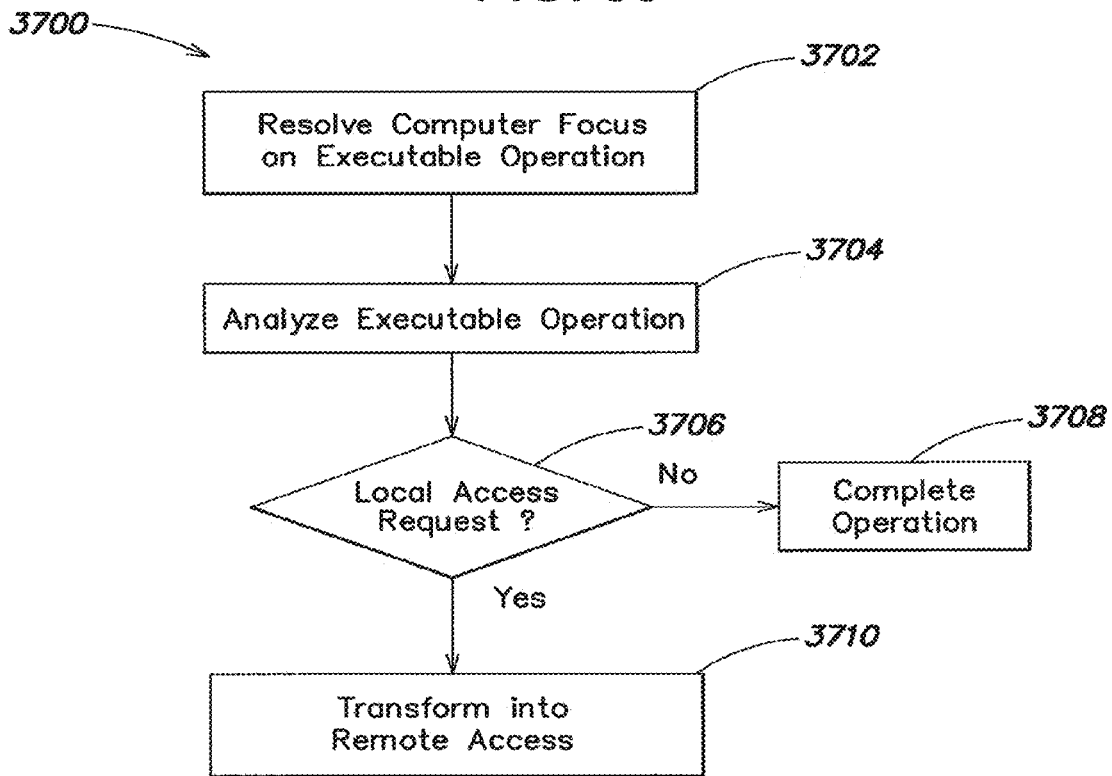 3700
3702
Resolve Computer Focus
on Executable Operation
3704
Analyze Executable Operation
3706
3708
Local Access
Request ?
No
Complete
Operation
Yes
3710
Transform into
Remote Access